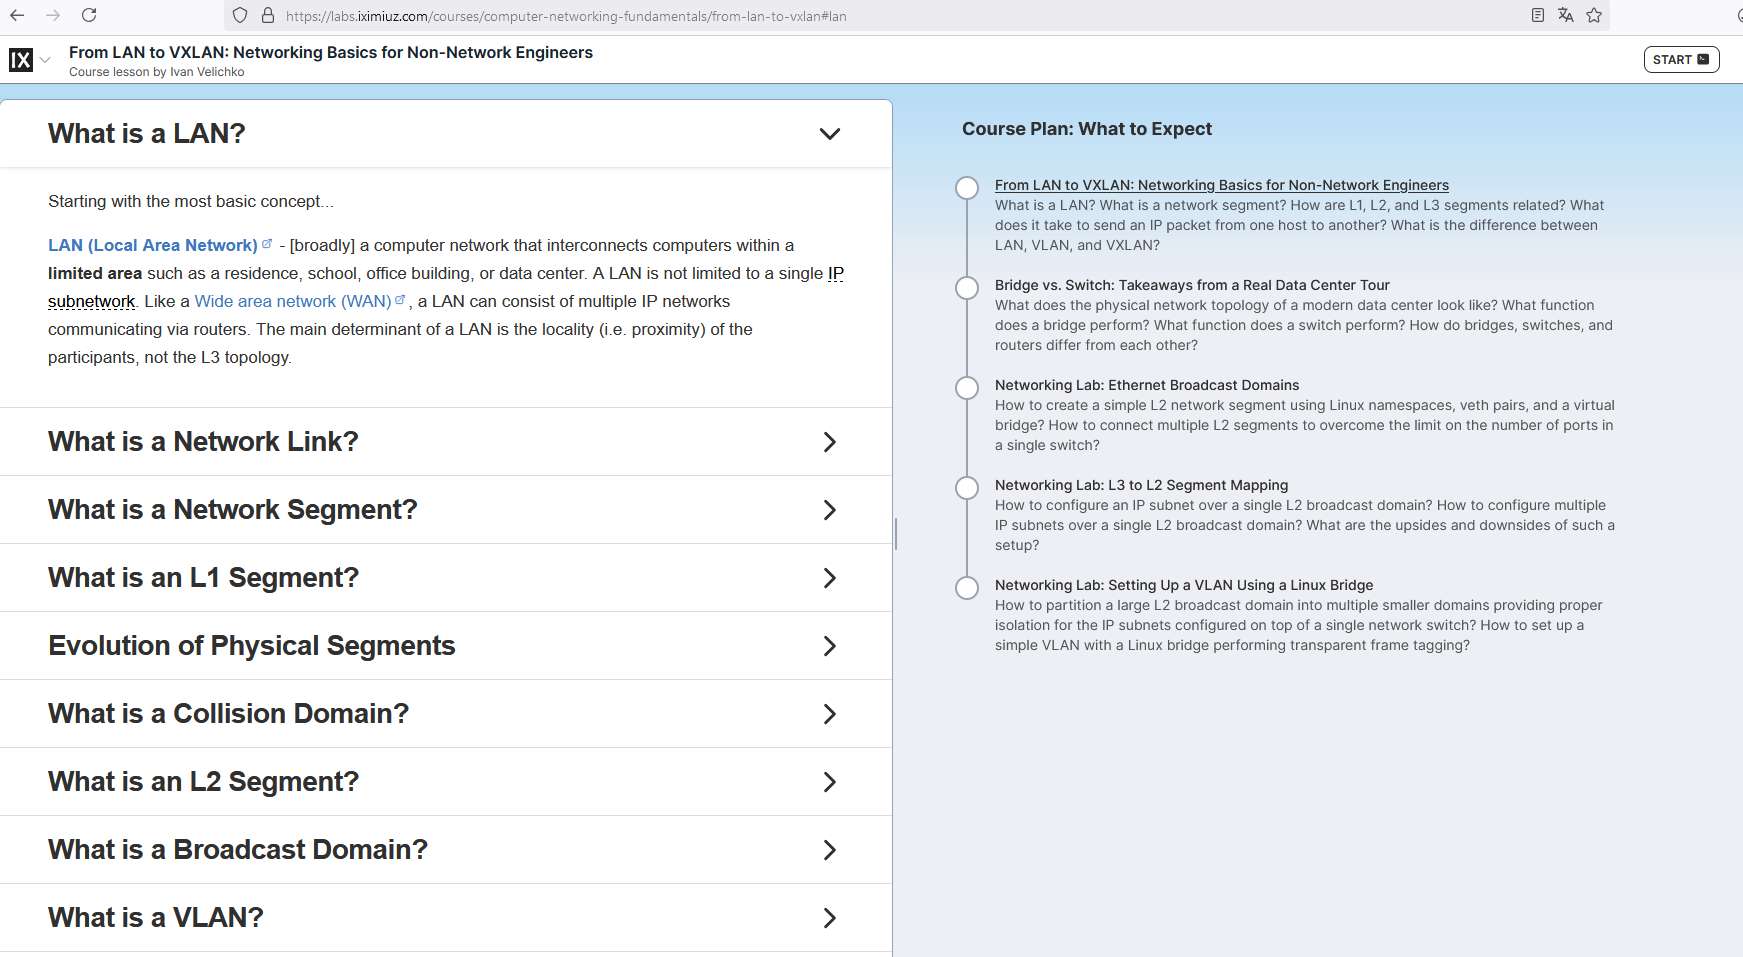 https://labs.iximiuz.com/courses/computer-networking-fundamentals/from-lan-to-vxlan#lan
IX
From LAN to VXLAN: Networking Basics for Non-Network Engineers
Course lesson by Ivan Velichko
START
What is a LAN?
Starting with the most basic concept...
LAN (Local Area Network) - [broadly] a computer network that interconnects computers within a
limited area such as a residence, school, office building, or data center. A LAN is not limited to a single IP
subnetwork. Like a Wide area network (WAN), a LAN can consist of multiple IP networks
communicating via routers. The main determinant of a LAN is the locality (i.e. proximity) of the
participants, not the L3 topology.
What is a Network Link?
What is a Network Segment?
What is an L1 Segment?
Evolution of Physical Segments
What is a Collision Domain?
What is an L2 Segment?
What is a Broadcast Domain?
What is a VLAN?
Course Plan: What to Expect
From LAN to VXLAN: Networking Basics for Non-Network Engineers
What is a LAN? What is a network segment? How are L1, L2, and L3 segments related? What
does it take to send an IP packet from one host to another? What is the difference between
LAN, VLAN, and VXLAN?
Bridge vs. Switch: Takeaways from a Real Data Center Tour
What does the physical network topology of a modern data center look like? What function
does a bridge perform? What function does a switch perform? How do bridges, switches, and
routers differ from each other?
Networking Lab: Ethernet Broadcast Domains
How to create a simple L2 network segment using Linux namespaces, veth pairs, and a virtual
bridge? How to connect multiple L2 segments to overcome the limit on the number of ports in
a single switch?
Networking Lab: L3 to L2 Segment Mapping
How to configure an IP subnet over a single L2 broadcast domain? How to configure multiple
IP subnets over a single L2 broadcast domain? What are the upsides and downsides of such a
setup?
Networking Lab: Setting Up a VLAN Using a Linux Bridge
How to partition a large L2 broadcast domain into multiple smaller domains providing proper
isolation for the IP subnets configured on top of a single network switch? How to set up a
simple VLAN with a Linux bridge performing transparent frame tagging?